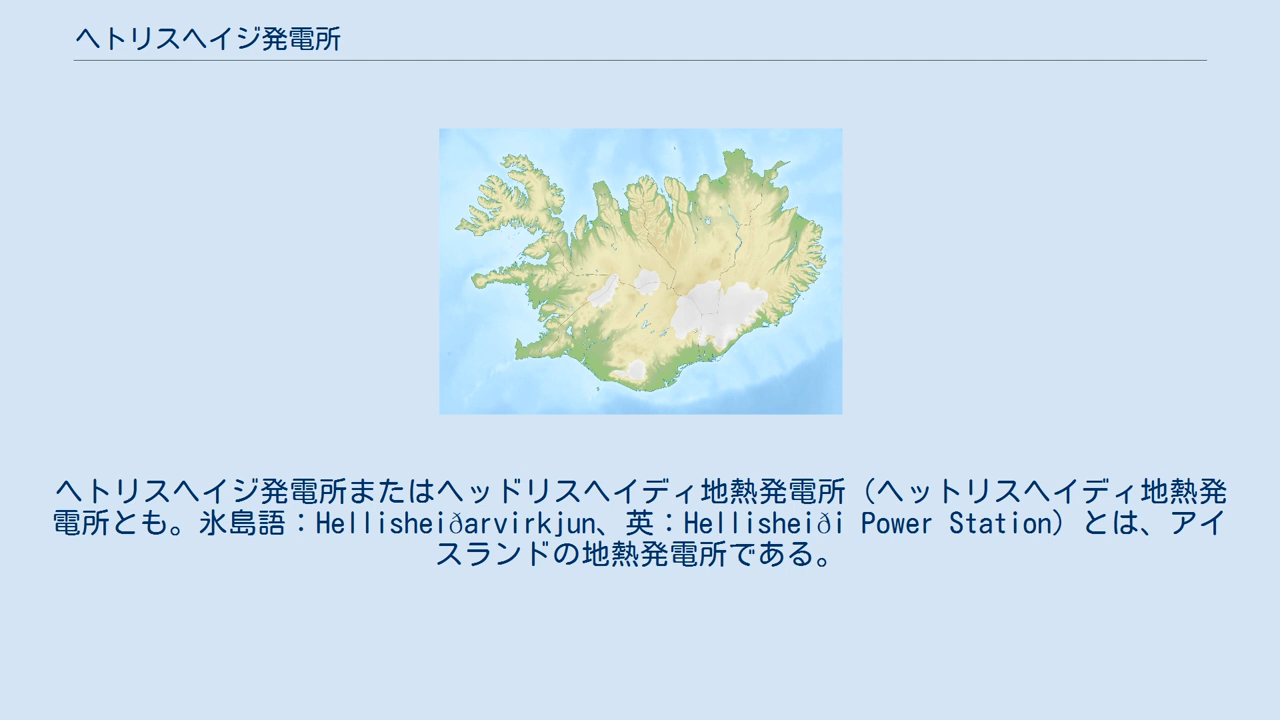 ヘトリスヘイジ発電所
ヘトリスヘイジ発電所またはヘッドリスヘイディ地熱発電所（ヘットリスヘイディ地熱発
電所とも。氷島語：Hellisheiðarvirkjun、英：Hellisheiði Power Station）とは、アイ
スランドの地熱発電所である。